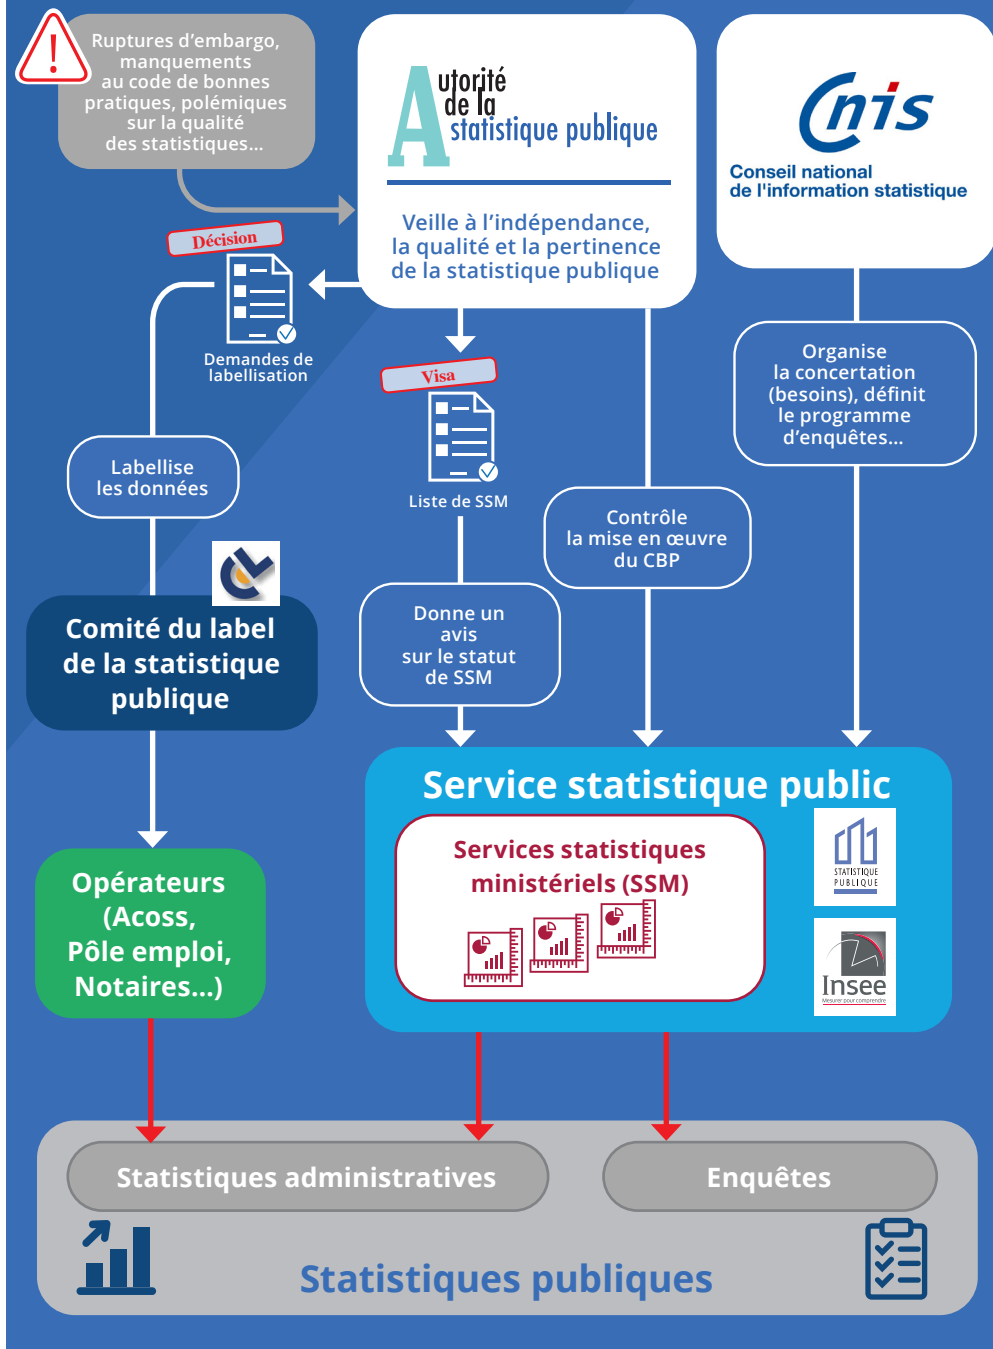 Ruptures d'embargo,
manquements
au code de bonnes
pratiques, polémiques
sur la qualité
des statistiques...
Autorité
de la
statistique publique
Veille à l'indépendance,
la qualité et la pertinence
de la statistique publique
Cnis
Conseil national
de l'information statistique
Décision
Demandes de
labellisation
Visa
Liste de SSM
Organise
la concertation
(besoins), définit
le programme
d'enquêtes...
Labellise
les données
Contrôle
la mise en œuvre
du CBP
Donne un
avis
sur le statut
de SSM
Comité du label
de la statistique
publique
Service statistique public
Services statistiques
ministériels (SSM)
STATISTIQUE
PUBLIQUE
Insee
Mesurer pour comprendre
Opérateurs
(Acoss,
Pôle emploi,
Notaires...)
Statistiques administratives
Enquêtes
Statistiques publiques